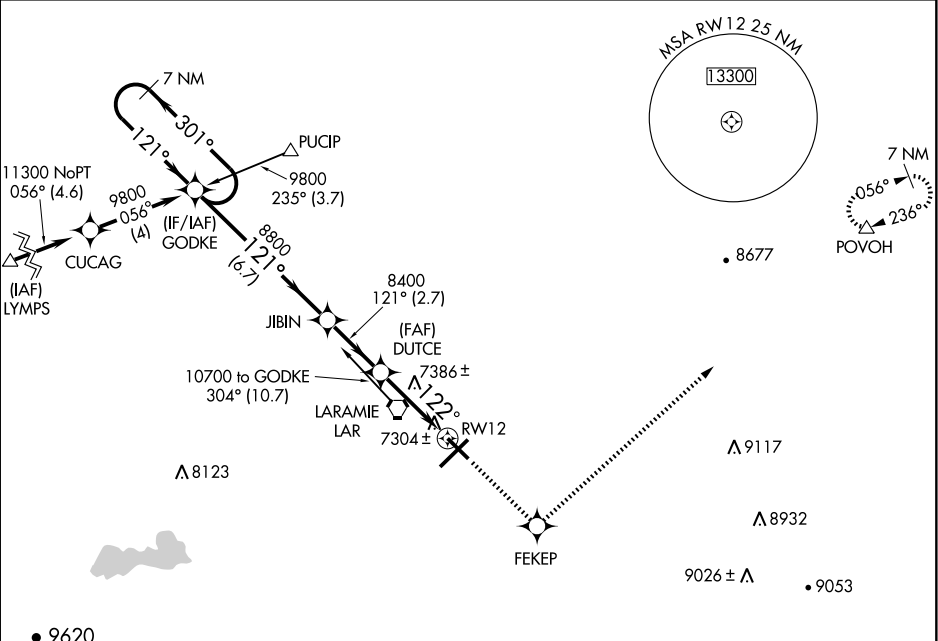 MSA RW12 25 NM
13300
7 NM
301°
121°
PUCIP
9800
235° (3.7)
11300 NoPT
056° (4.6)
9800
056°
(4)
(IF/IAF)
GODKE
CUCAG
(IAF)
LYMPS
7 NM
056°
236°
POVOH
8677
8800
121°
(6.7)
8400
121° (2.7)
JIBIN
(FAF)
DUTCE
7386 ±
10700 to GODKE
304° (10.7)
122°
LARAMIE
LAR
7304 ±
RW12
8123
9117
8932
FEKEP
9026 ±
9053
9620